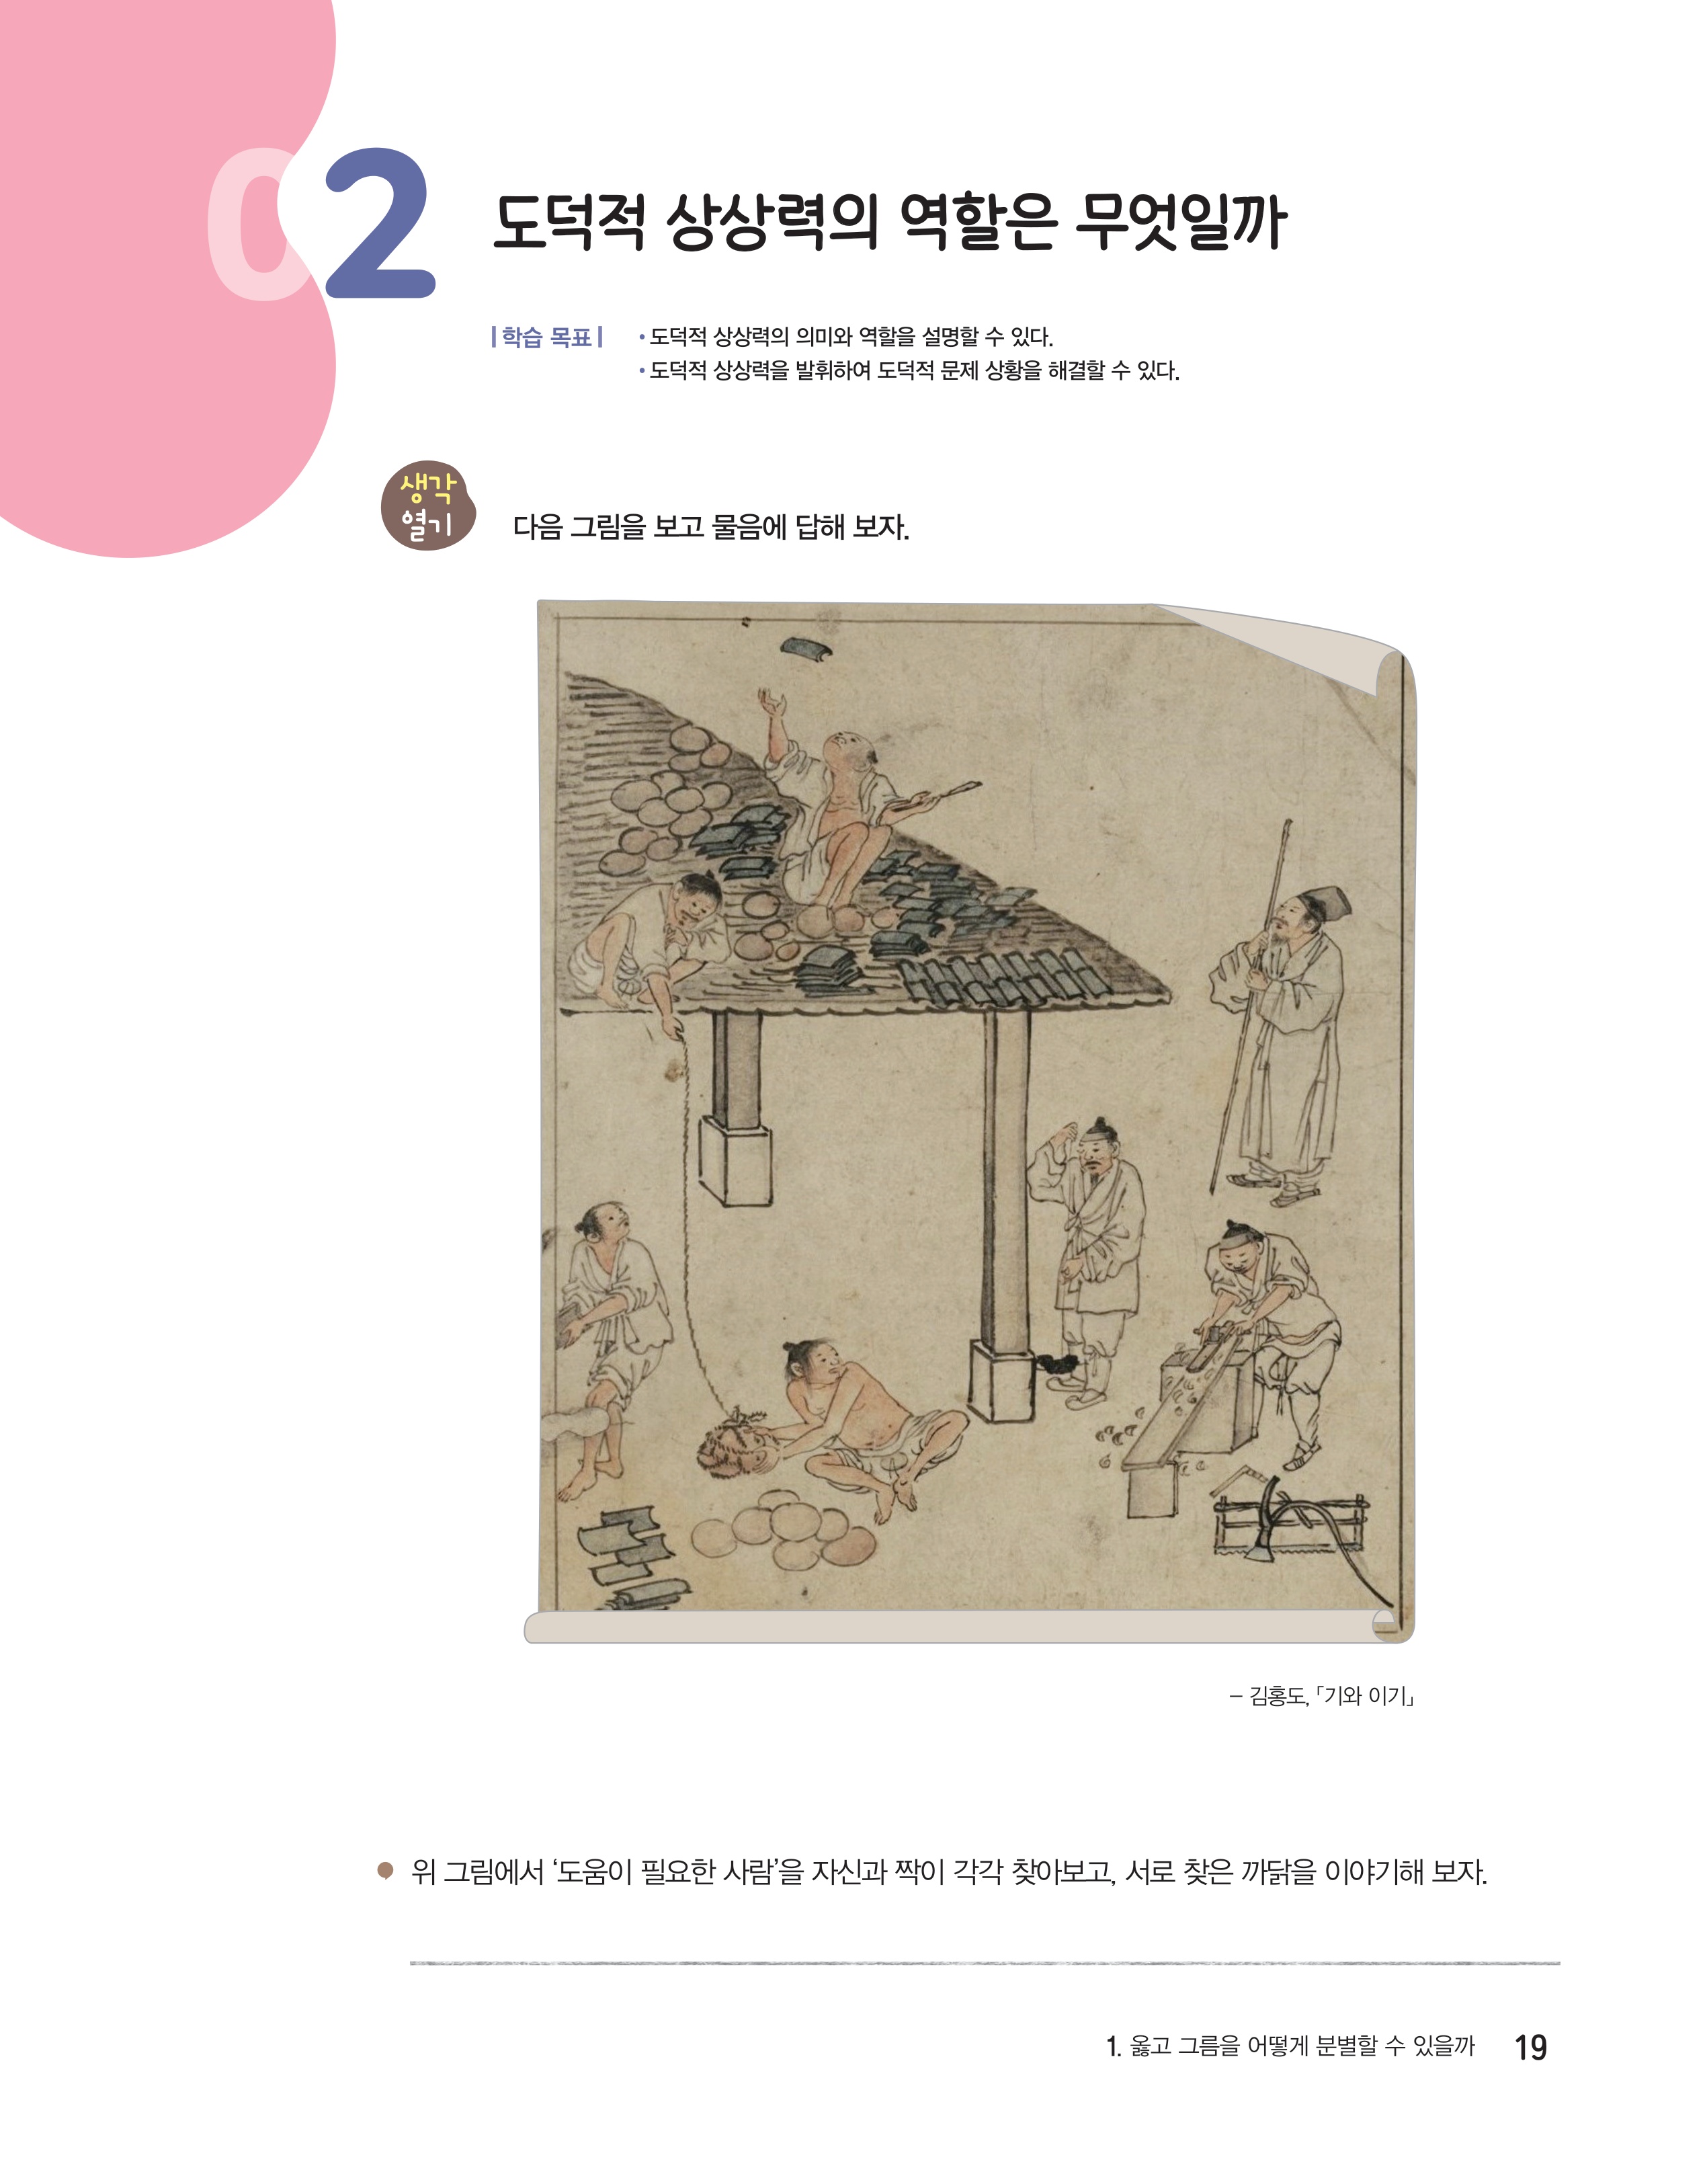 02
도덕적 상상력의 역할은 무엇일까
학습 목표
• 도덕적 상상력의 의미와 역할을 설명할 수 있다.
• 도덕적 상상력을 발휘하여 도덕적 문제 상황을 해결할 수 있다.
생각
열기
다음 그림을 보고 물음에 답해 보자.
– 김홍도, 「기와 이기」
위 그림에서 ‘도움이 필요한 사람’을 자신과 짝이 각각 찾아보고, 서로 찾은 까닭을 이야기해 보자.
1. 옳고 그름을 어떻게 분별할 수 있을까 19